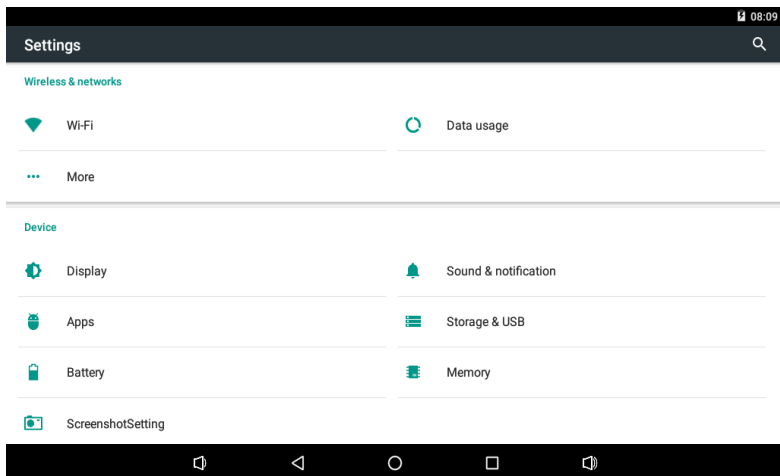 08:09
Settings
Wireless & networks
Wi-Fi
Data usage
More
Device
Display
Sound & notification
Apps
Storage & USB
Battery
Memory
ScreenshotSetting